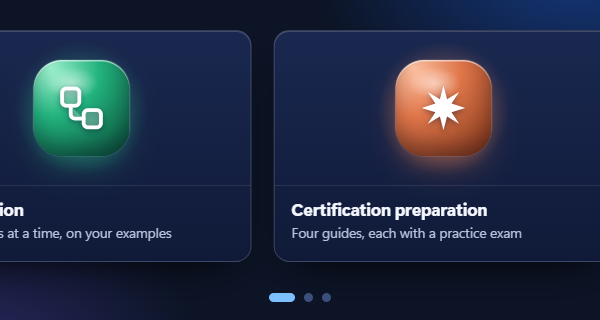 ion
s at a time, on your examples
Certification preparation
Four guides, each with a practice exam